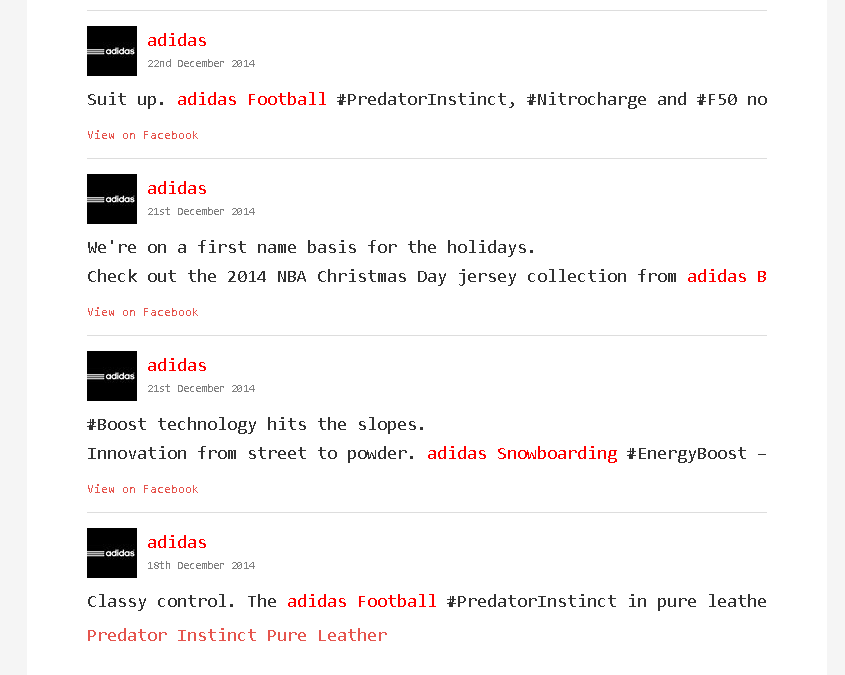 adidas
adidas
22nd December 2014
Suit up. adidas Football #PredatorInstinct, #Nitrocharge and #F50 no
View on Facebook
adidas
adidas
21st December 2014
We're on a first name basis for the holidays.
Check out the 2014 NBA Christmas Day jersey collection from adidas B
View on Facebook
adidas
adidas
21st December 2014
#Boost technology hits the slopes.
Innovation from street to powder. adidas Snowboarding #EnergyBoost —
View on Facebook
adidas
adidas
18th December 2014
Classy control. The adidas Football #PredatorInstinct in pure leathe
Predator Instinct Pure Leather